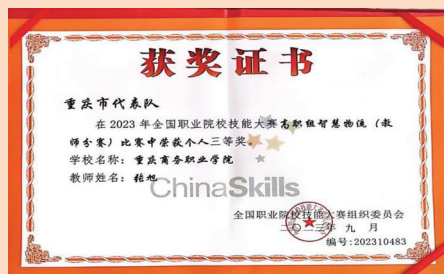 获奖证书
重庆市代表队
在 2023 年全国职业院校技能大赛高职组智慧物流（教
师分赛）比赛中荣获个人三等奖。
学校名称：重庆商务职业学院
教师姓名：张旭
ChinaSkills
全国职业院校技能大赛组织委员会
二〇二三年 九 月
编号：202310483